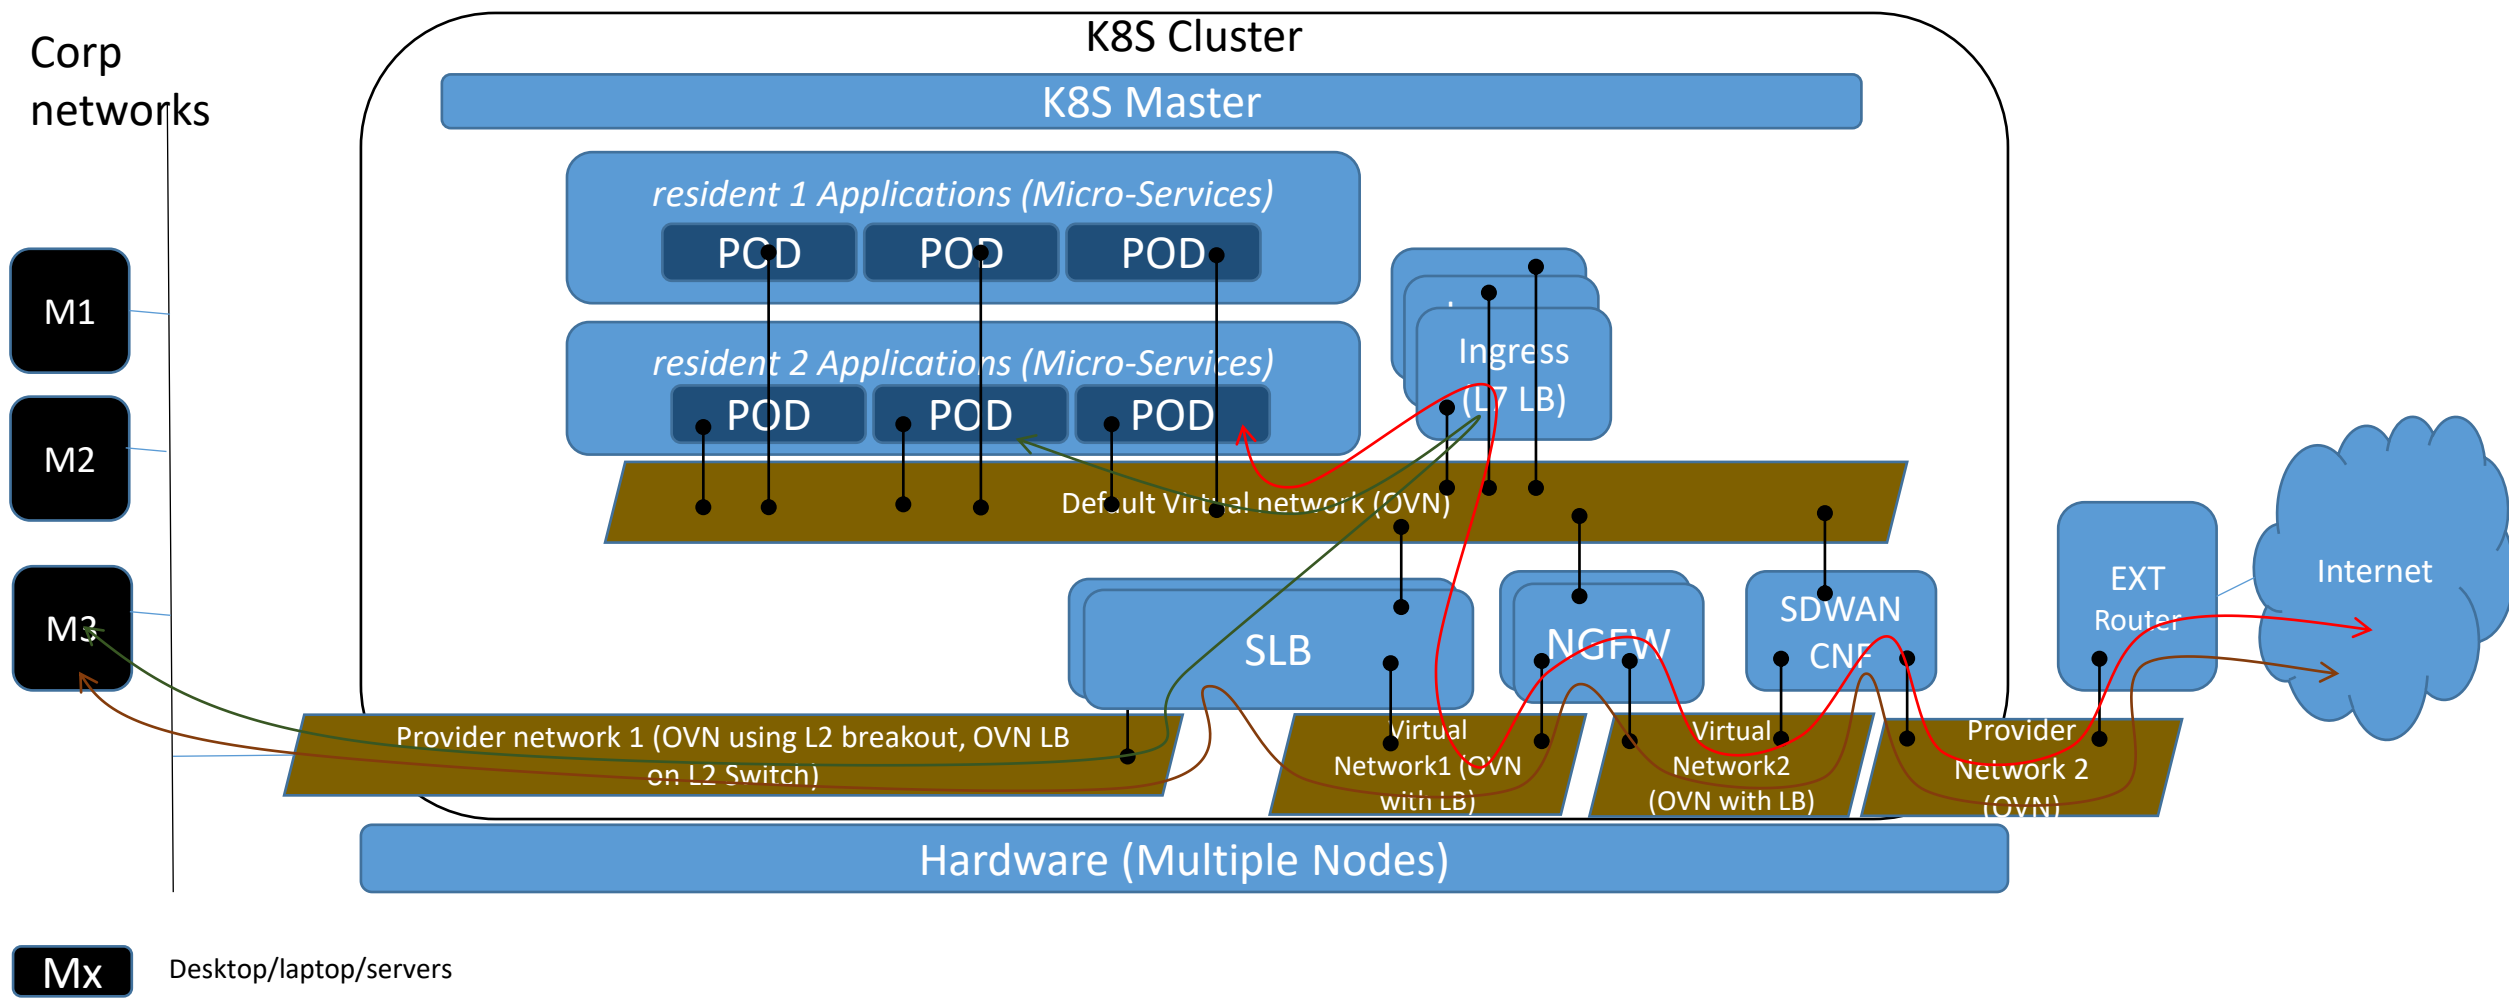 K8S Cluster
Corp
networks
K8S Master
resident 1 Applications (Micro-Services)
POD
POD
POD
M1
resident 2 Applications (Micro-Services)
POD
POD
POD
Ingress
(L7 LB)
M2
Default Virtual network (OVN)
M3
SLB
NGFW
SDWAN
CNF
EXT
Router
Internet
Provider network 1 (OVN using L2 breakout, OVN LB
on L2 Switch)
Virtual
Network1 (OVN
with LB)
Virtual
Network2
(OVN with LB)
Provider
Network 2
(OVN)
Hardware (Multiple Nodes)
Mx
Desktop/laptop/servers